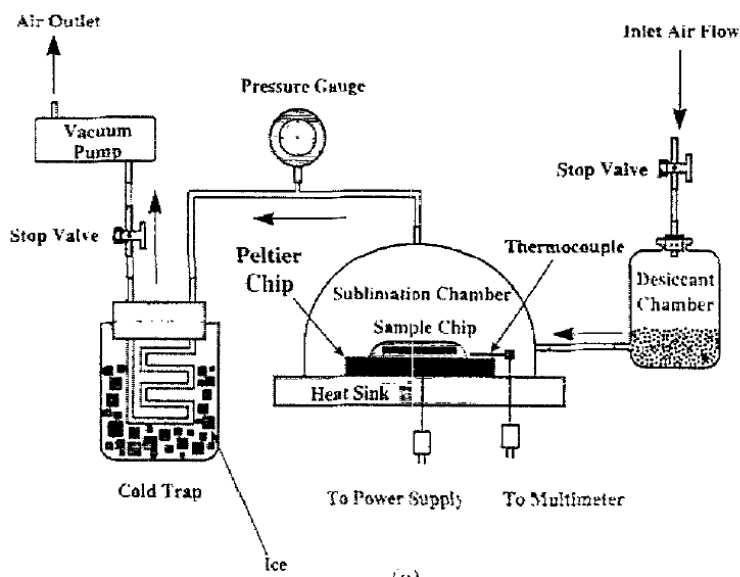 Air Outlet
Inlet Air Flow
Pressure Gauge
Vacuum
Pump
Stop Valve
Stop Valve
Thermocouple
Peltier
Chip
Desiccant
Chamber
Sublimation Chamber
Sample Chip
Heat Sink
Cold Trap
To Power Supply
To Multimeter
Ice